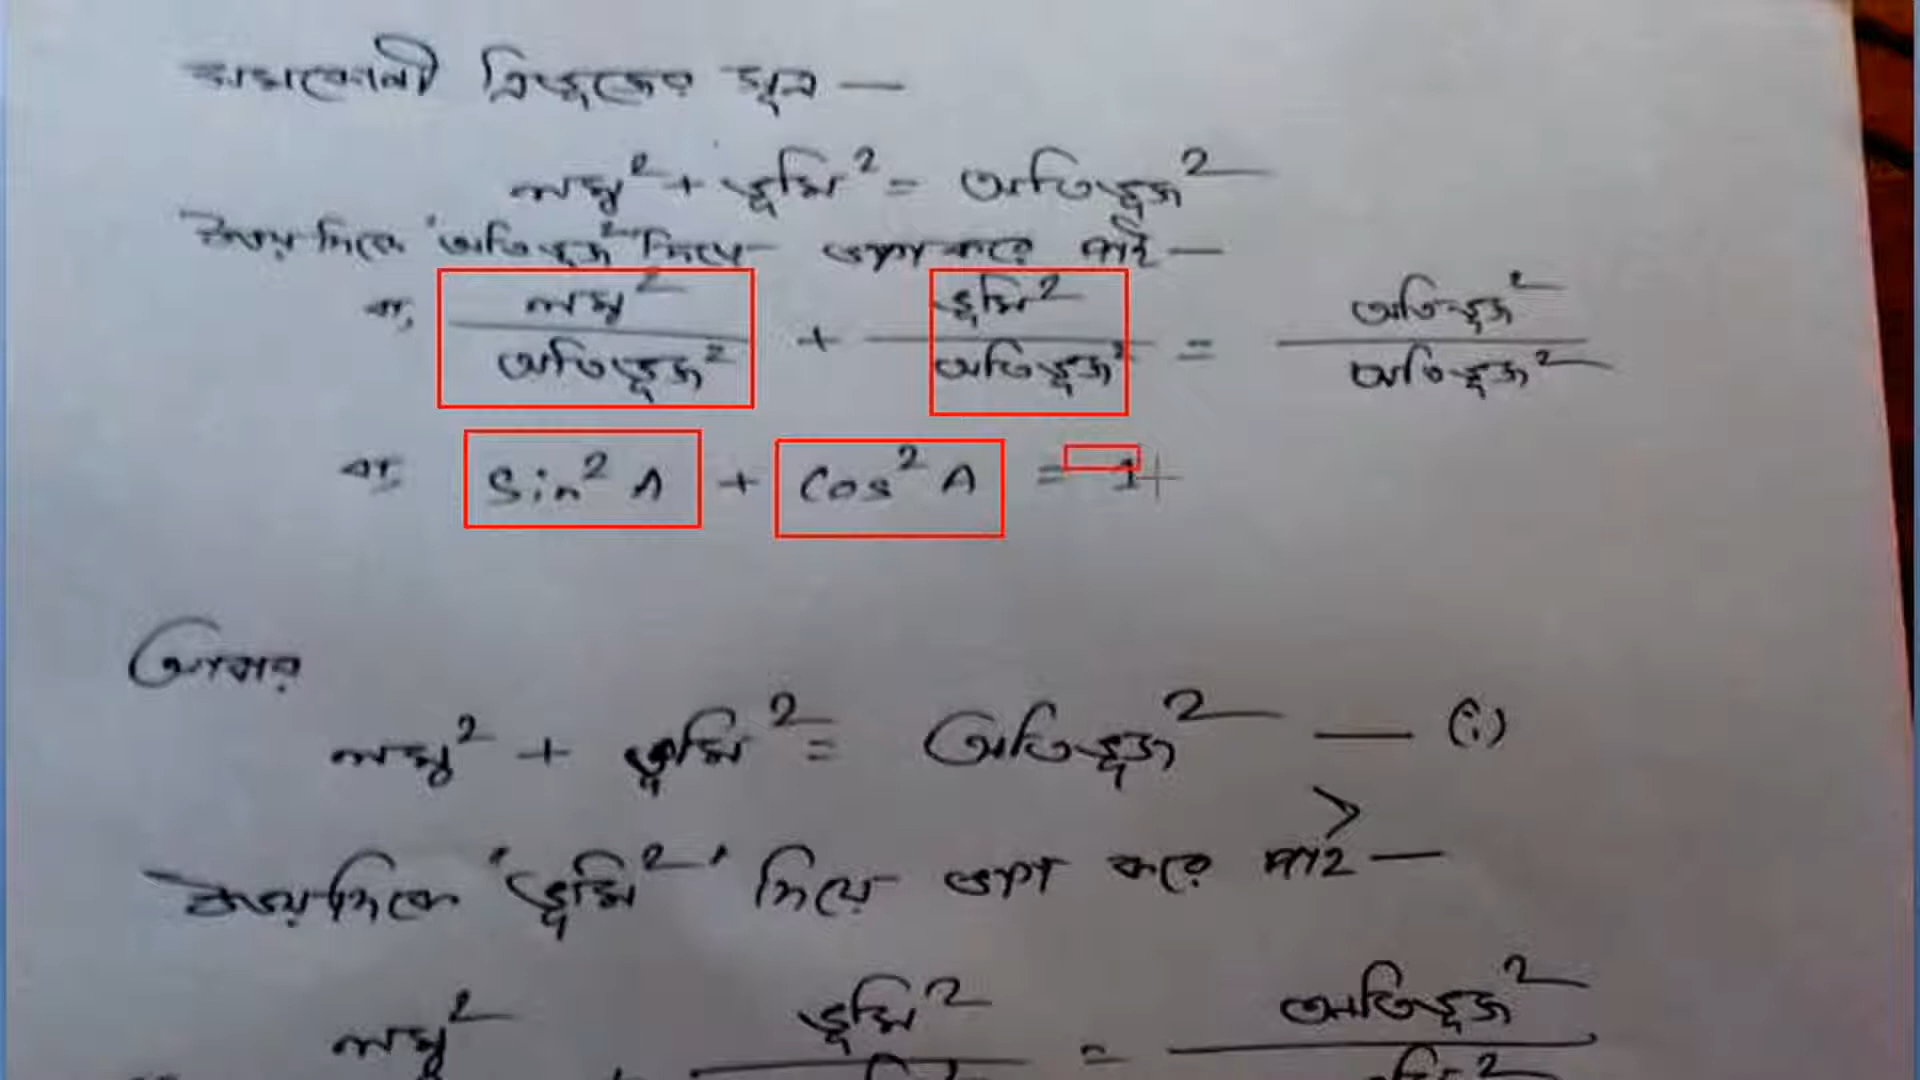 সমকোনী ত্রিভুজের সূত্র —
লম্ব² + ভূমি² = অতিভুজ²
উভয়দিকে 'অতিভুজ²' দিয়ে ভাগ করে পাই —
বা, লম্ব²/অতিভুজ² + ভূমি²/অতিভুজ² = অতিভুজ²/অতিভুজ²
বা, Sin² A + Cos² A = 1
আবার
লম্ব² + ভূমি² = অতিভুজ² — (i)
উভয়দিকে 'ভূমি²' দিয়ে ভাগ করে পাই —
লম্ব² ভূমি² = অতিভুজ²